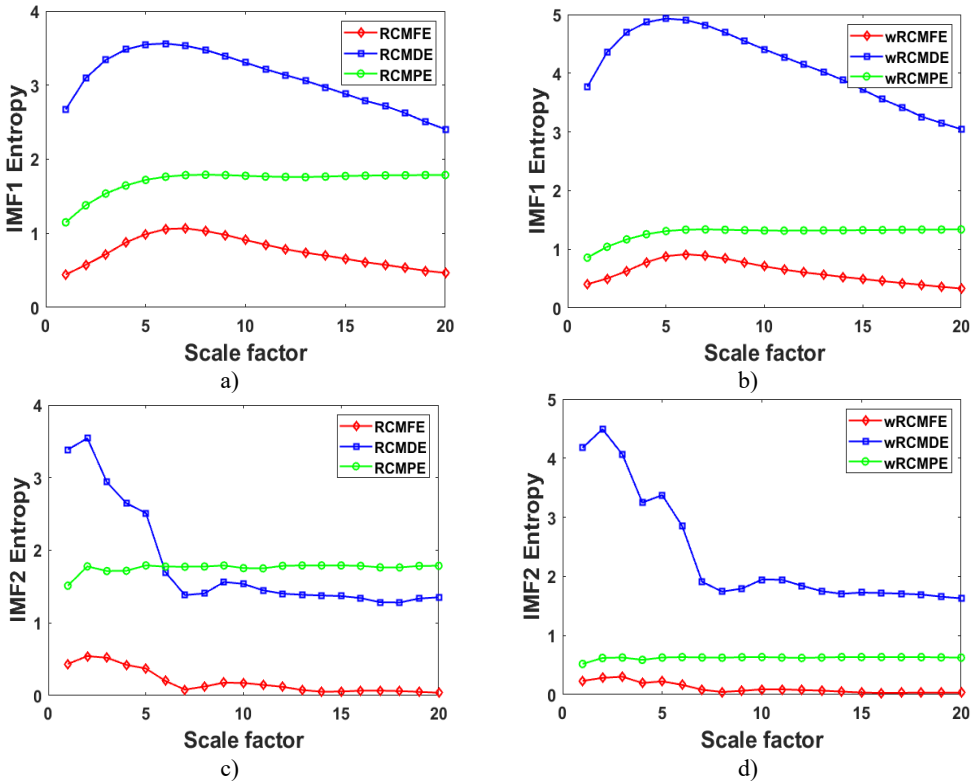 4
3
2
1
0
IMF1 Entropy
RCMFE
RCMDE
RCMPE
0 5 10 15 20
Scale factor
a)
5
4
3
2
1
0
IMF1 Entropy
wRCMFE
wRCMDE
wRCMPE
0 5 10 15 20
Scale factor
b)
4
3
2
1
0
IMF2 Entropy
RCMFE
RCMDE
RCMPE
0 5 10 15 20
Scale factor
c)
5
4
3
2
1
0
IMF2 Entropy
wRCMFE
wRCMDE
wRCMPE
0 5 10 15 20
Scale factor
d)